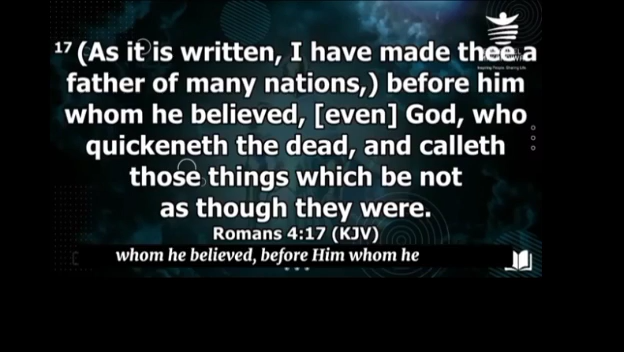 17 (As it is written, I have made thee a
father of many nations,) before him
whom he believed, [even] God, who
quickeneth the dead, and calleth
those things which be not
as though they were.
Romans 4:17 (KJV)
whom he believed, before Him whom he